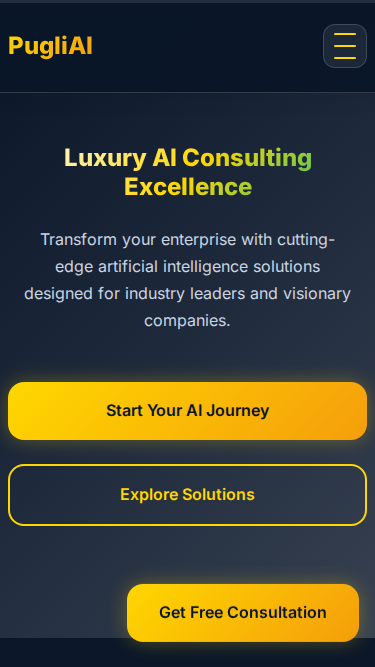 PugliAI
Luxury AI Consulting
Excellence
Transform your enterprise with cutting-
edge artificial intelligence solutions
designed for industry leaders and visionary
companies.
Start Your AI Journey
Explore Solutions
Get Free Consultation